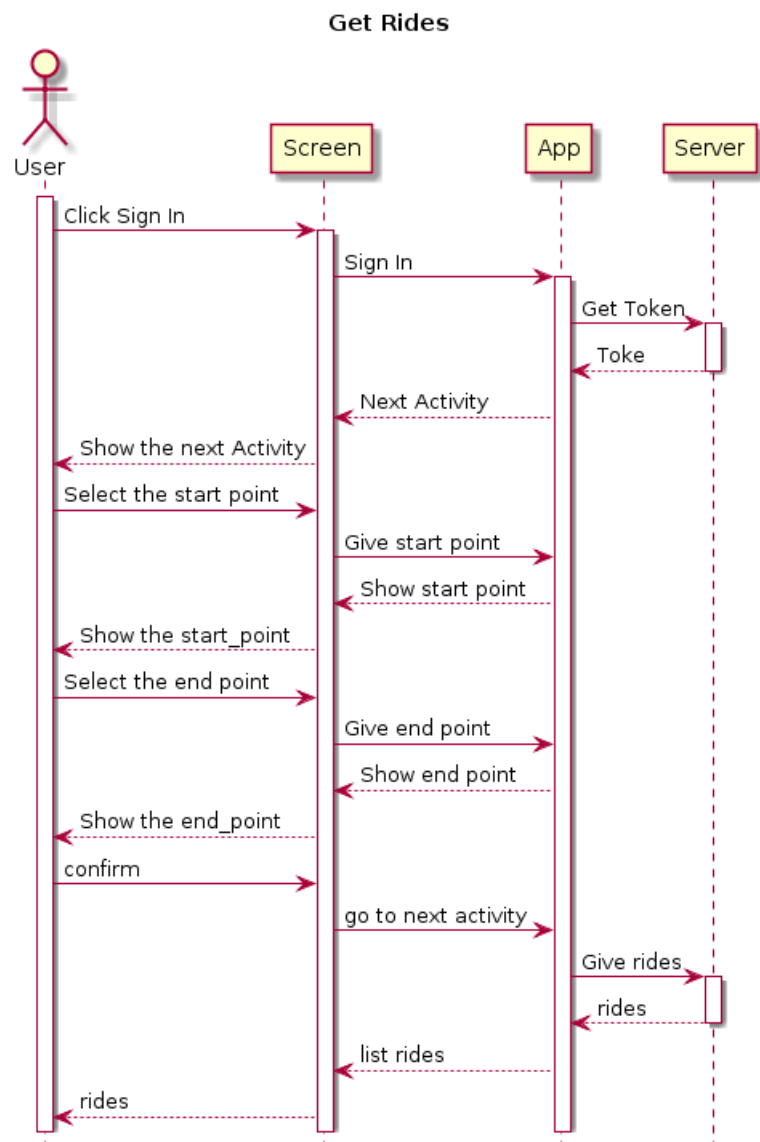 Get Rides
User
Screen
App
Server
Click Sign In
Sign In
Get Token
Toke
Next Activity
Show the next Activity
Select the start point
Give start point
Show start point
Show the start_point
Select the end point
Give end point
Show end point
Show the end_point
confirm
go to next activity
Give rides
rides
list rides
rides